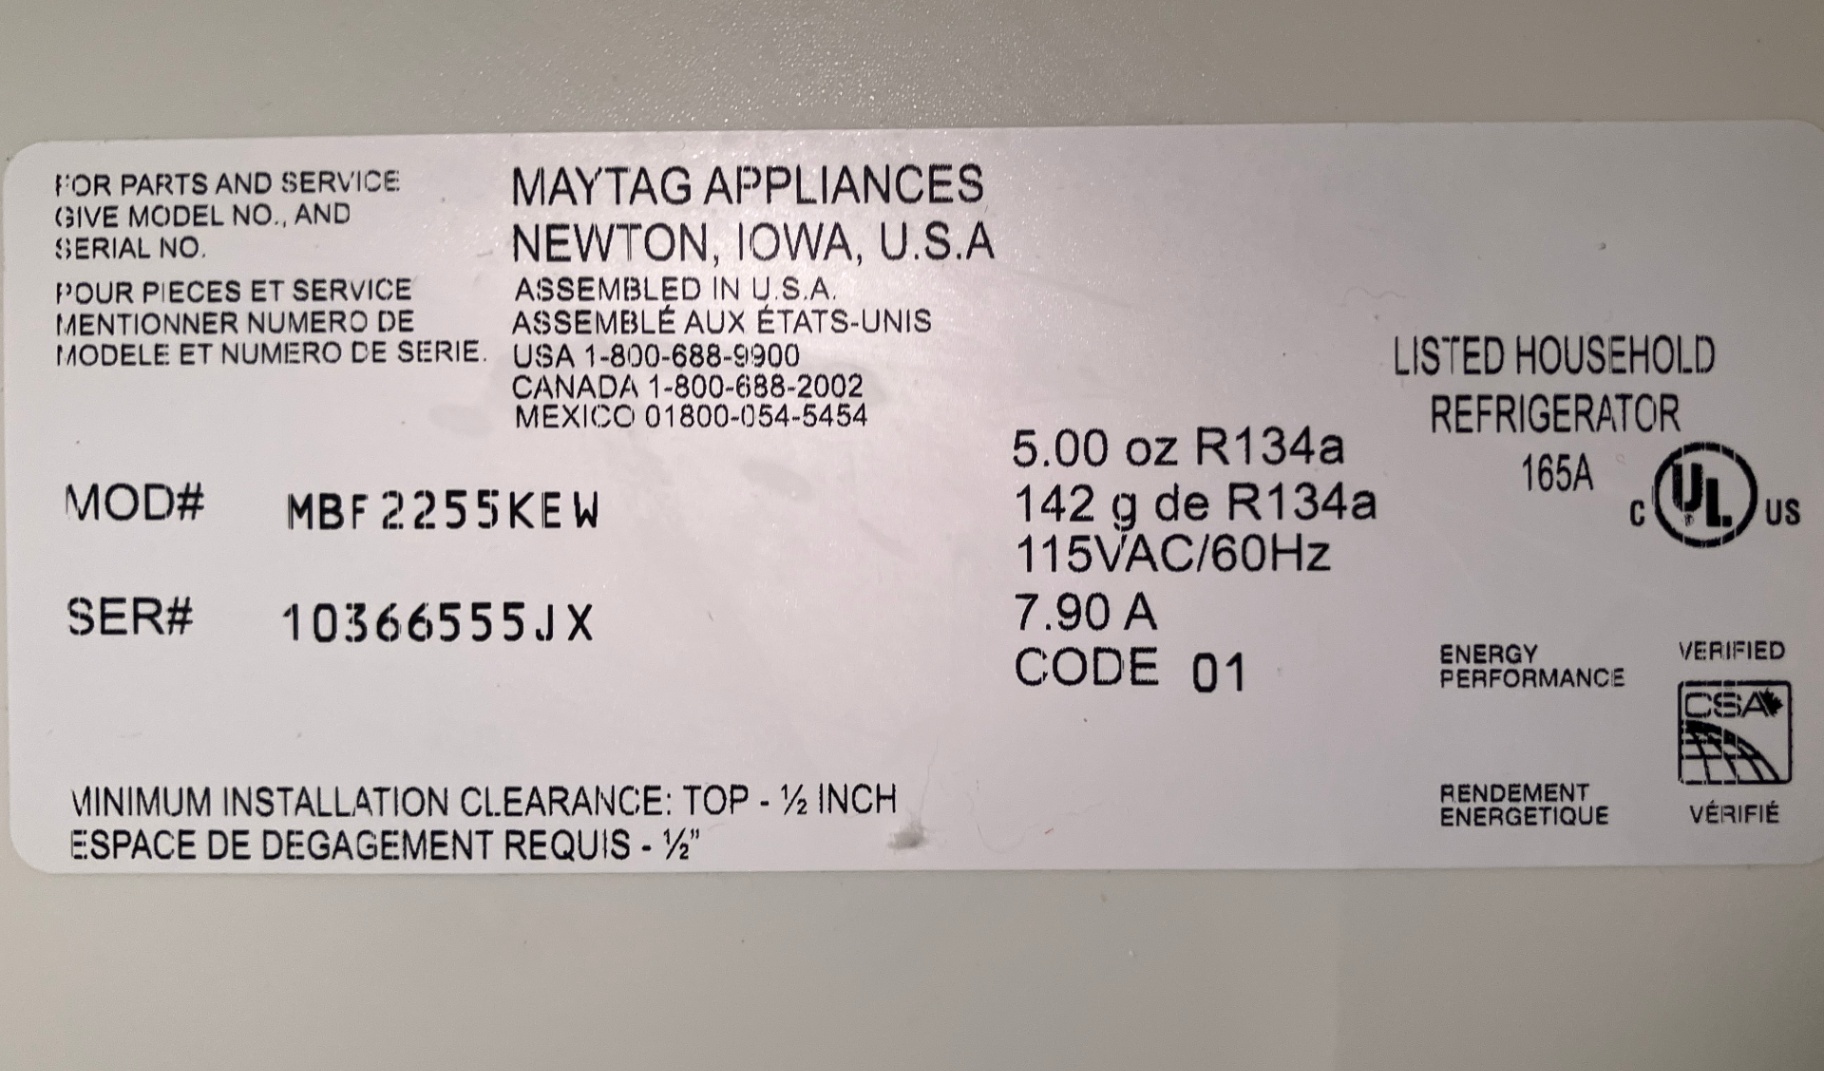 FOR PARTS AND SERVICE
GIVE MODEL NO., AND
SERIAL NO.
POUR PIECES ET SERVICE
MENTIONNER NUMERO DE
MODELE ET NUMERO DE SERIE.
MAYTAG APPLIANCES
NEWTON, IOWA, U.S.A
ASSEMBLED IN U.S.A.
ASSEMBLÉ AUX ÉTATS-UNIS
USA 1-800-688-9900
CANADA 1-800-688-2002
MEXICO 01800-054-5454
MOD# MBF2255KEW
SER# 10366555JX
5.00 oz R134a
142 g de R134a
115VAC/60Hz
7.90 A
CODE 01
LISTED HOUSEHOLD
REFRIGERATOR
165A
C UL US
ENERGY
PERFORMANCE
VERIFIED
CSA
RENDEMENT
ENERGETIQUE
VÉRIFIÉ
MINIMUM INSTALLATION CLEARANCE: TOP - ½ INCH
ESPACE DE DEGAGEMENT REQUIS - ½"